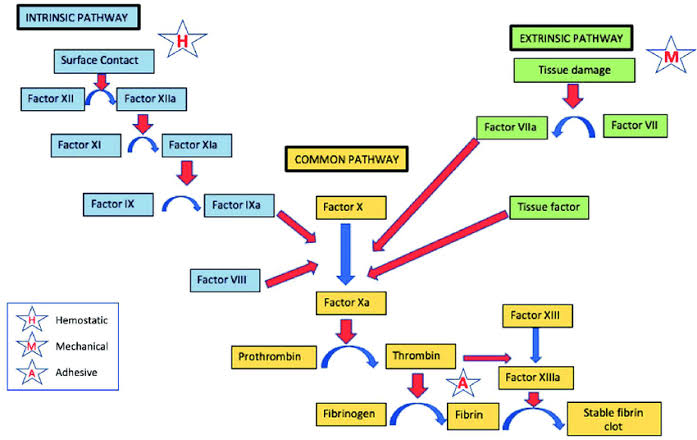 INTRINSIC PATHWAY
H
Surface Contact
Factor XII
Factor XIIa
Factor XI
Factor XIa
Factor IX
Factor IXa
Factor VIII
EXTRINSIC PATHWAY
M
Tissue damage
Factor VIIa
Factor VII
Tissue factor
COMMON PATHWAY
Factor X
Factor Xa
Prothrombin
Thrombin
Factor XIII
Factor XIIIa
A
Fibrinogen
Fibrin
Stable fibrin
clot
H Hemostatic
M Mechanical
A Adhesive